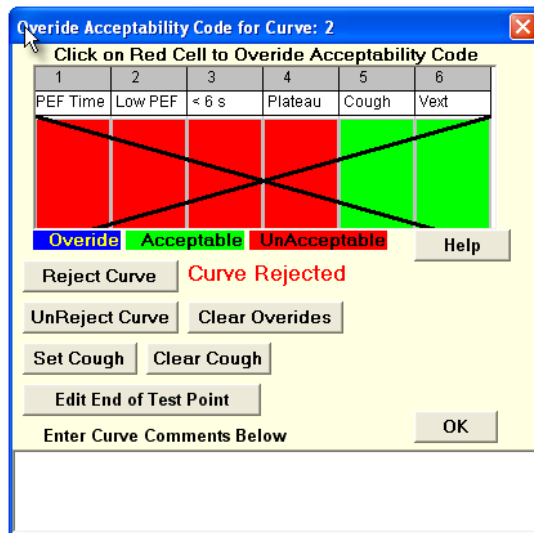 Overide Acceptability Code for Curve: 2
Click on Red Cell to Overide Acceptability Code
1 2 3 4 5 6
PEF Time Low PEF < 6 s Plateau Cough Vext
Overide Acceptable UnAcceptable Help
Reject Curve Curve Rejected
UnReject Curve Clear Overides
Set Cough Clear Cough
Edit End of Test Point
OK
Enter Curve Comments Below